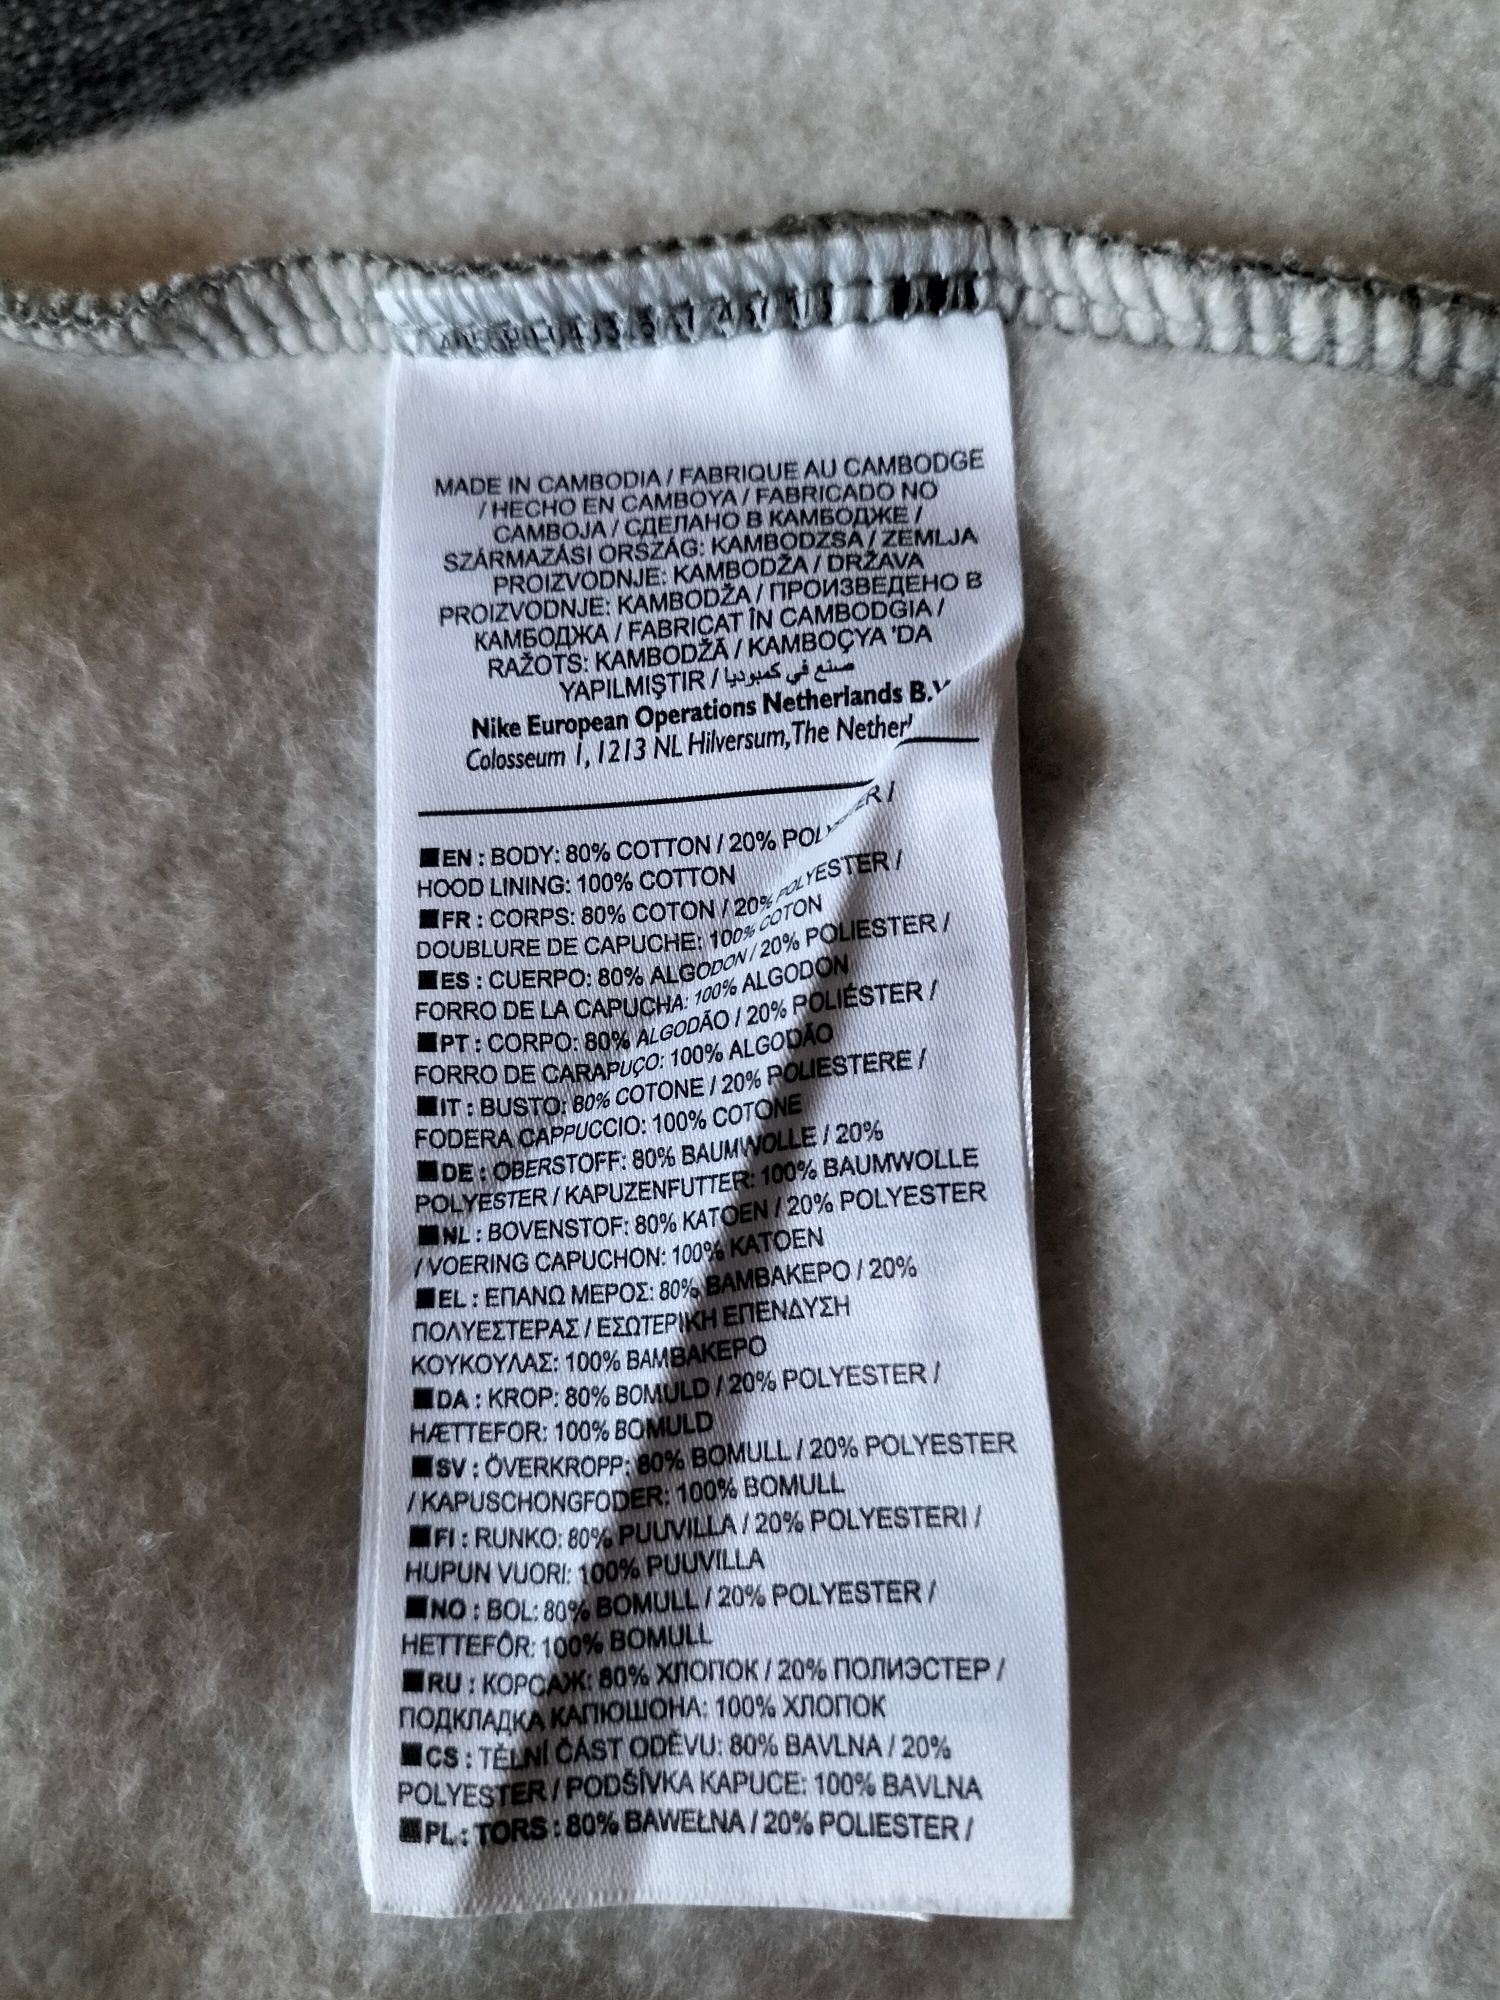 MADE IN CAMBODIA / FABRIQUE AU CAMBODGE
/ HECHO EN CAMBOYA / FABRICADO NO
CAMBOJA / СДЕЛАНО В КАМБОДЖЕ /
SZÁRMAZÁSI ORSZÁG: KAMBODZSA / ZEMLJA
PROIZVODNJE: KAMBODŽA / DRŽAVA
PROIZVODNJE: KAMBODŽA / ПРОИЗВЕДЕНО В
КАМБОДЖА / FABRICAT ÎN CAMBODGIA /
RAŽOTS: KAMBODŽĀ / KAMBOÇYA 'DA
YAPILMIŞTIR / صنع في كمبوديا
Nike European Operations Netherlands B.V
Colosseum 1, 1213 NL Hilversum, The Nether
EN : BODY: 80% COTTON / 20% POLYESTER /
HOOD LINING: 100% COTTON
FR : CORPS: 80% COTON / 20% POLYESTER /
DOUBLURE DE CAPUCHE: 100% COTON
ES : CUERPO: 80% ALGODON / 20% POLIESTER /
FORRO DE LA CAPUCHA: 100% ALGODON
PT : CORPO: 80% ALGODÃO / 20% POLIÉSTER /
FORRO DE CARAPUÇO: 100% ALGODÃO
IT : BUSTO: 80% COTONE / 20% POLIESTERE /
FODERA CAPPUCCIO: 100% COTONE
DE : OBERSTOFF: 80% BAUMWOLLE / 20%
POLYESTER / KAPUZENFUTTER: 100% BAUMWOLLE
NL : BOVENSTOF: 80% KATOEN / 20% POLYESTER
/ VOERING CAPUCHON: 100% KATOEN
EL : ΕΠΑΝΩ ΜΕΡΟΣ: 80% ΒΑΜΒΑΚΕΡΟ / 20%
ΠΟΛΥΕΣΤΕΡΑΣ / ΕΣΩΤΕΡΙΚΗ ΕΠΕΝΔΥΣΗ
ΚΟΥΚΟΥΛΑΣ: 100% ΒΑΜΒΑΚΕΡΟ
DA : KROP: 80% BOMULD / 20% POLYESTER /
HÆTTEFOR: 100% BOMULD
SV : ÖVERKROPP: 80% BOMULL / 20% POLYESTER
/ KAPUSCHONGFODER: 100% BOMULL
FI : RUNKO: 80% PUUVILLA / 20% POLYESTERI /
HUPUN VUORI: 100% PUUVILLA
NO : BOL: 80% BOMULL / 20% POLYESTER /
HETTEFÔR: 100% BOMULL
RU : КОРСАЖ: 80% ХЛОПОК / 20% ПОЛИЭСТЕР /
ПОДКЛАДКА КАПЮШОНА: 100% ХЛОПОК
CS : TĚLNÍ ČÁST ODĚVU: 80% BAVLNA / 20%
POLYESTER / PODŠÍVKA KAPUCE: 100% BAVLNA
PL : TORS : 80% BAWEŁNA / 20% POLIESTER /